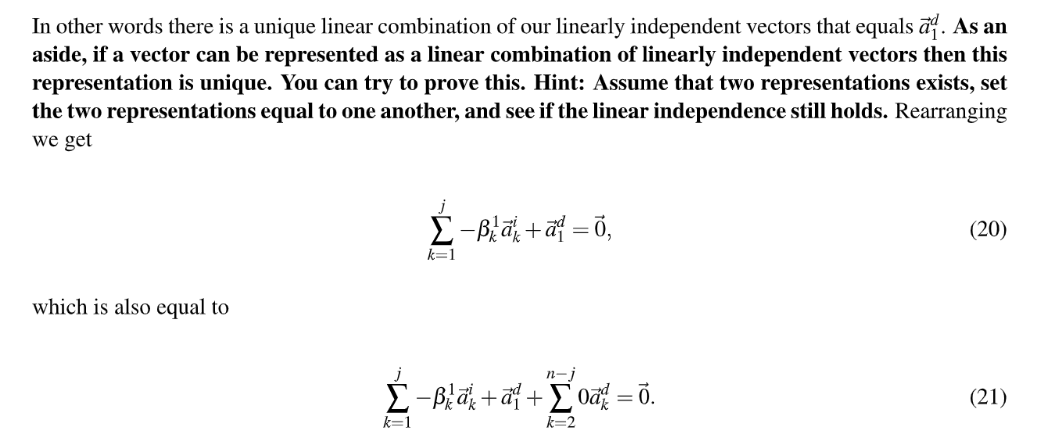 In other words there is a unique linear combination of our linearly independent vectors that equals $\vec{a}_1^d$. As an
aside, if a vector can be represented as a linear combination of linearly independent vectors then this
representation is unique. You can try to prove this. Hint: Assume that two representations exists, set
the two representations equal to one another, and see if the linear independence still holds. Rearranging
we get
$\sum_{k=1}^{j} -\beta_k^1 \vec{a}_k^i + \vec{a}_1^d = \vec{0},$ (20)
which is also equal to
$\sum_{k=1}^{j} -\beta_k^1 \vec{a}_k^i + \vec{a}_1^d + \sum_{k=2}^{n-j} 0\vec{a}_k^d = \vec{0}.$ (21)